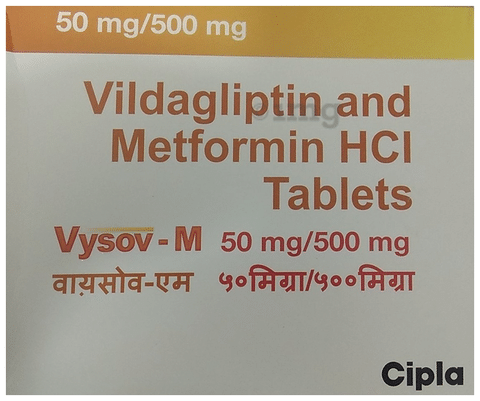 50 mg/500 mg
Vildagliptin and
Metformin HCl
Tablets
Vysov - M 50 mg/500 mg
वायसोव-एम ५०मिग्रा/५००मिग्रा
Cipla